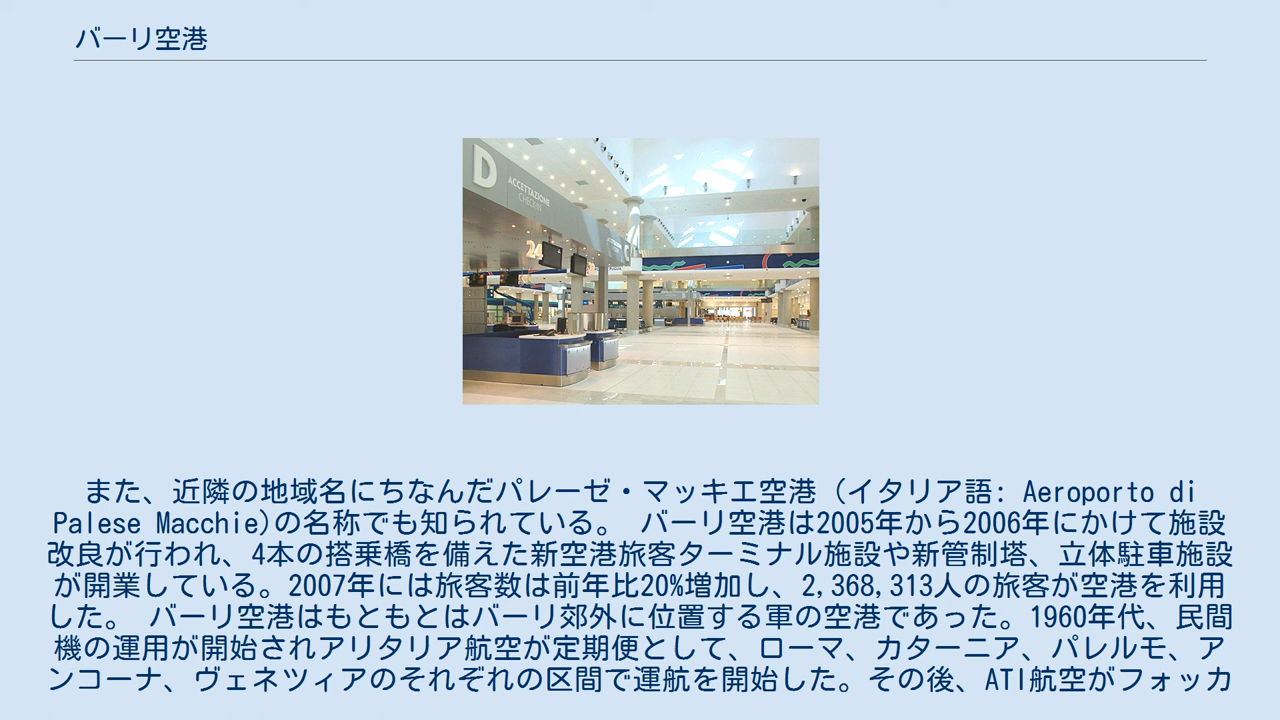 バーリ空港
D
ACCETTAZIONE
CHECK-IN
24
C
また、近隣の地域名にちなんだパレーゼ・マッキエ空港（イタリア語: Aeroporto di
Palese Macchie)の名称でも知られている。 バーリ空港は2005年から2006年にかけて施設
改良が行われ、4本の搭乗橋を備えた新空港旅客ターミナル施設や新管制塔、立体駐車施設
が開業している。2007年には旅客数は前年比20%増加し、2,368,313人の旅客が空港を利用
した。 バーリ空港はもともとはバーリ郊外に位置する軍の空港であった。1960年代、民間
機の運用が開始されアリタリア航空が定期便として、ローマ、カターニア、パレルモ、ア
ンコーナ、ヴェネツィアのそれぞれの区間で運航を開始した。その後、ATI航空がフォッカ